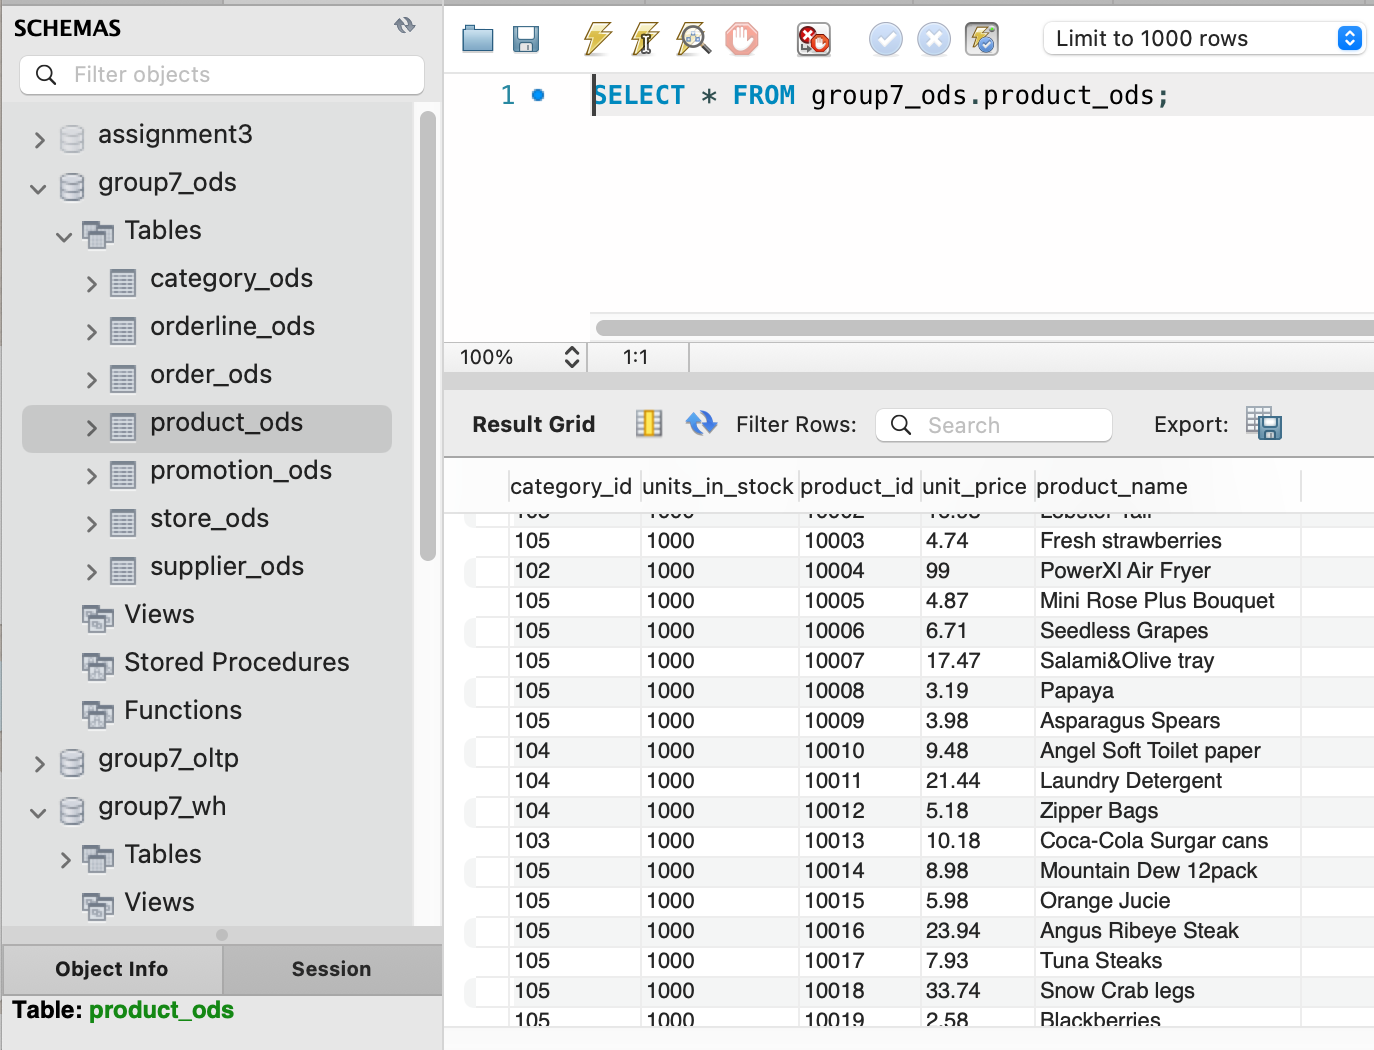 SCHEMAS
Filter objects
assignment3
group7_ods
Tables
category_ods
orderline_ods
order_ods
product_ods
promotion_ods
store_ods
supplier_ods
Views
Stored Procedures
Functions
group7_oltp
group7_wh
Tables
Views
Object Info Session
Table: product_ods
Limit to 1000 rows
1 SELECT * FROM group7_ods.product_ods;
100% 1:1
Result Grid Filter Rows: Search Export:
category_id units_in_stock product_id unit_price product_name
105 1000 10003 4.74 Fresh strawberries
102 1000 10004 99 PowerXl Air Fryer
105 1000 10005 4.87 Mini Rose Plus Bouquet
105 1000 10006 6.71 Seedless Grapes
105 1000 10007 17.47 Salami&Olive tray
105 1000 10008 3.19 Papaya
105 1000 10009 3.98 Asparagus Spears
104 1000 10010 9.48 Angel Soft Toilet paper
104 1000 10011 21.44 Laundry Detergent
104 1000 10012 5.18 Zipper Bags
103 1000 10013 10.18 Coca-Cola Surgar cans
105 1000 10014 8.98 Mountain Dew 12pack
105 1000 10015 5.98 Orange Jucie
105 1000 10016 23.94 Angus Ribeye Steak
105 1000 10017 7.93 Tuna Steaks
105 1000 10018 33.74 Snow Crab legs
105 1000 10019 2.58 Blackberries